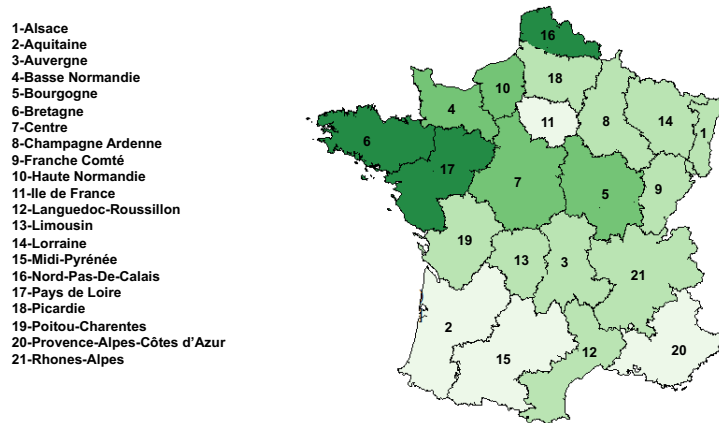 1-Alsace
2-Aquitaine
3-Auvergne
4-Basse Normandie
5-Bourgogne
6-Bretagne
7-Centre
8-Champagne Ardenne
9-Franche Comté
10-Haute Normandie
11-Ile de France
12-Languedoc-Roussillon
13-Limousin
14-Lorraine
15-Midi-Pyrénée
16-Nord-Pas-De-Calais
17-Pays de Loire
18-Picardie
19-Poitou-Charentes
20-Provence-Alpes-Côtes d'Azur
21-Rhones-Alpes
16
18
10
4
11
8
14
1
6
17
7
5
9
19
13
3
21
2
15
12
20